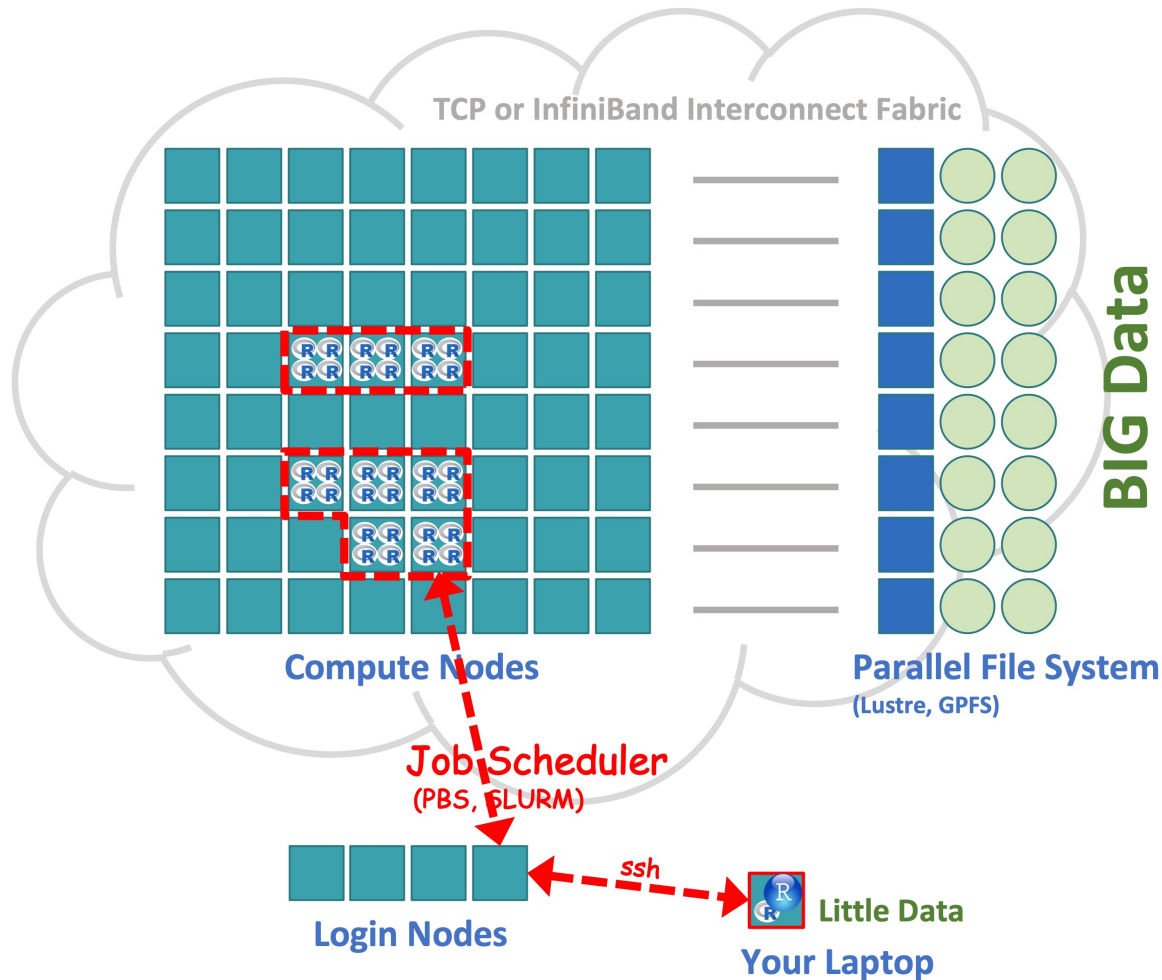 TCP or InfiniBand Interconnect Fabric
R R R R R R
R R R R R R
R R R R R R
R R R R R R
R R R R
R R R R
BIG Data
Compute Nodes
Parallel File System
(Lustre, GPFS)
Job Scheduler
(PBS, SLURM)
ssh
R
R
Little Data
Login Nodes
Your Laptop